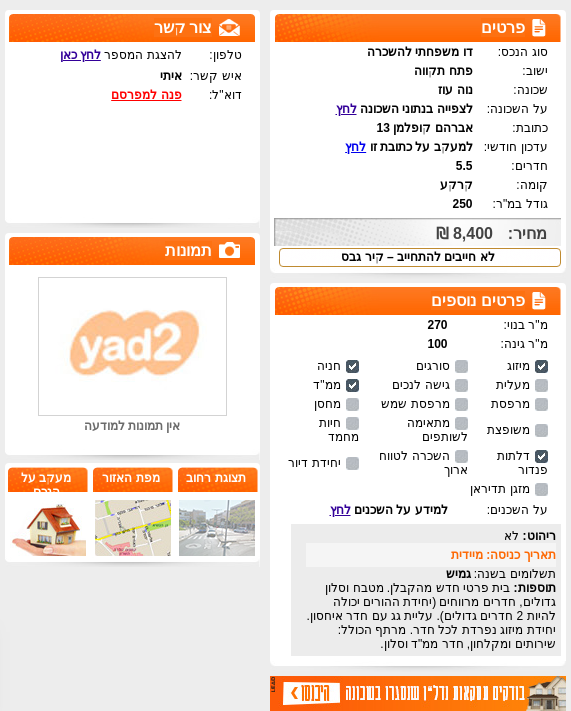 פרטים
סוג הנכס: דו משפחתי להשכרה
ישוב: פתח תקווה
שכונה: נוה עוז
על השכונה: לצפייה בנתוני השכונה לחץ
כתובת: אברהם קופלמן 13
עדכון חודשי: למעקב על כתובת זו לחץ
חדרים: 5.5
קומה: קרקע
גודל במ"ר: 250
מחיר: 8,400 ₪
לא חייבים להתחייב – קיר גבס
פרטים נוספים
מ"ר בנוי: 270
מ"ר גינה: 100
מיזוג סורגים חניה
מעלית גישה לנכים ממ"ד
מרפסת מרפסת שמש מחסן
משופצת מתאימה לשותפים חיות מחמד
דלתות פנדור השכרה לטווח ארוך יחידת דיור
מזגן תדיראן
על השכנים: למידע על השכנים לחץ
ריהוט: לא
תאריך כניסה: מיידית
תשלומים בשנה: גמיש
תוספות: בית פרטי חדש מהקבלן. מטבח וסלון
גדולים, חדרים מרווחים (יחידת ההורים יכולה
להיות 2 חדרים גדולים). עליית גג עם חדר איחסון.
יחידת מיזוג נפרדת לכל חדר. מרתף הכולל:
שירותים ומקלחון, חדר ממ"ד וסלון.
בודקים עסקאות נדל"ן שנסגרו בשכונה
היכנסו
צור קשר
טלפון: להצגת המספר לחץ כאן
איש קשר: איתי
דוא"ל: פנה למפרסם
תמונות
yad2
אין תמונות למודעה
תצוגת רחוב
מפת האזור
מעקב על
הנכס